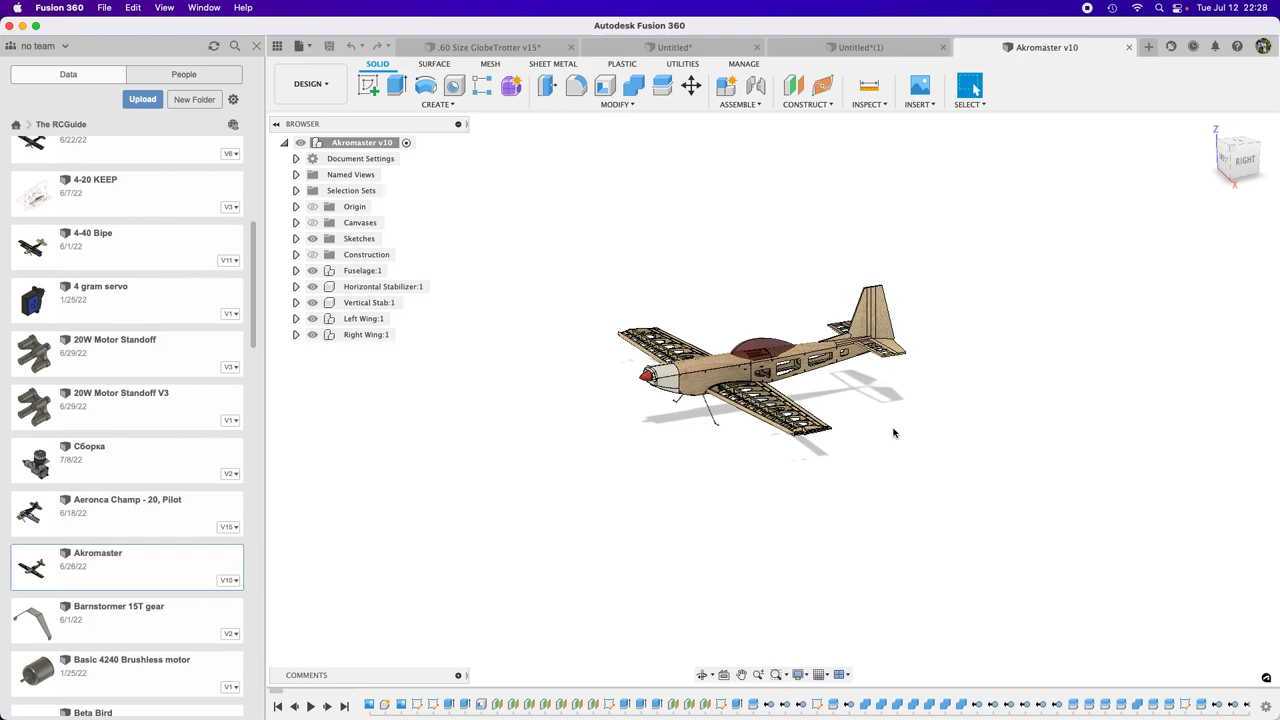 Fusion 360 File Edit View Window Help Tue Jul 12 22:28
Autodesk Fusion 360
no team
.60 Size GlobeTrotter v15* Untitled* Untitled*(1) Akromaster v10
SOLID SURFACE MESH SHEET METAL PLASTIC UTILITIES MANAGE
Data People
DESIGN
Upload New Folder
CREATE MODIFY ASSEMBLE CONSTRUCT INSPECT INSERT SELECT
The RCGuide
BROWSER
6/22/22
V6
4-20 KEEP
6/7/22
V3
4-40 Bipe
6/1/22
V11
4 gram servo
1/25/22
V1
20W Motor Standoff
6/29/22
V3
20W Motor Standoff V3
6/29/22
V1
Сборка
7/8/22
V2
Aeronca Champ - 20, Pilot
6/18/22
V15
Akromaster
6/26/22
V10
Barnstormer 15T gear
6/1/22
V2
Basic 4240 Brushless motor
1/25/22
V1
Beta Bird
Akromaster v10
Document Settings
Named Views
Selection Sets
Origin
Canvases
Sketches
Construction
Fuselage:1
Horizontal Stabilizer:1
Vertical Stab:1
Left Wing:1
Right Wing:1
Z
RIGHT
X
COMMENTS